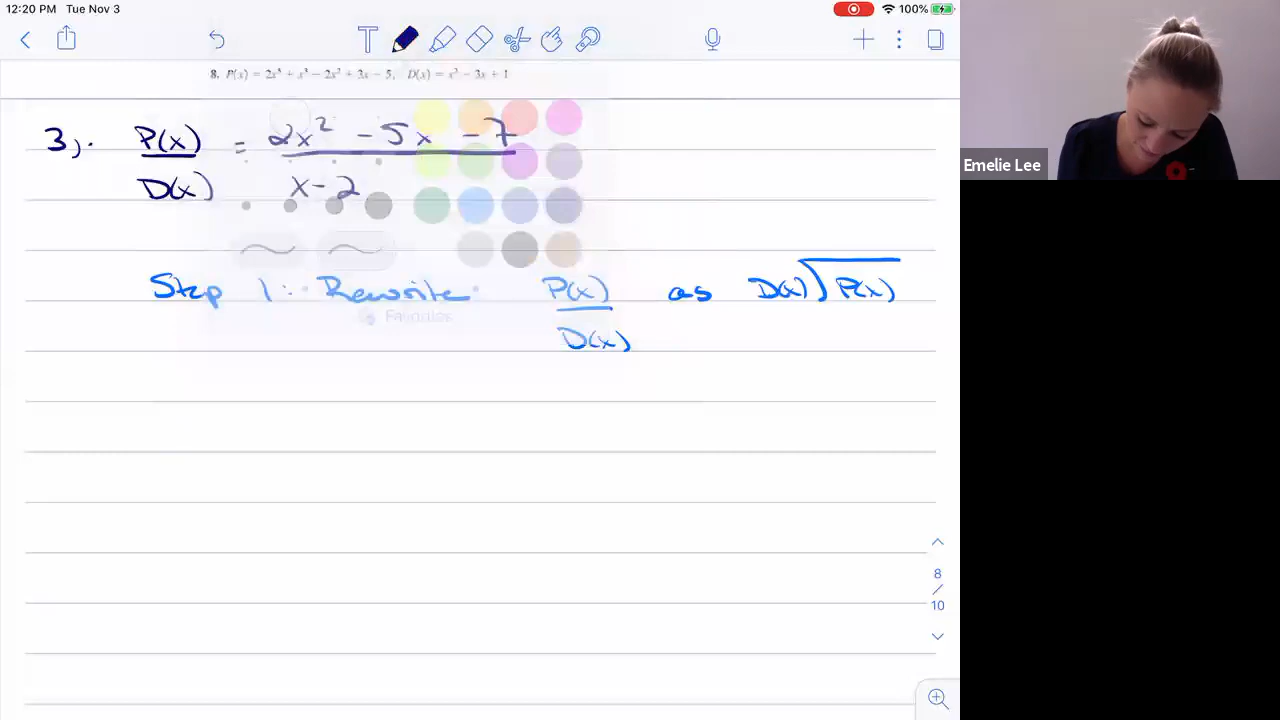 12:20 PM Tue Nov 3
100%
8. P(x) = 2x⁴ + x³ − 2x² + 3x − 5, D(x) = x² − 3x + 1
3). P(x) = 2x² - 5x - 7
D(x) x-2
Emelie Lee
Step 1: Rewrite P(x) as D(x)⟌P(x)
D(x)
Favorites
8
/
10